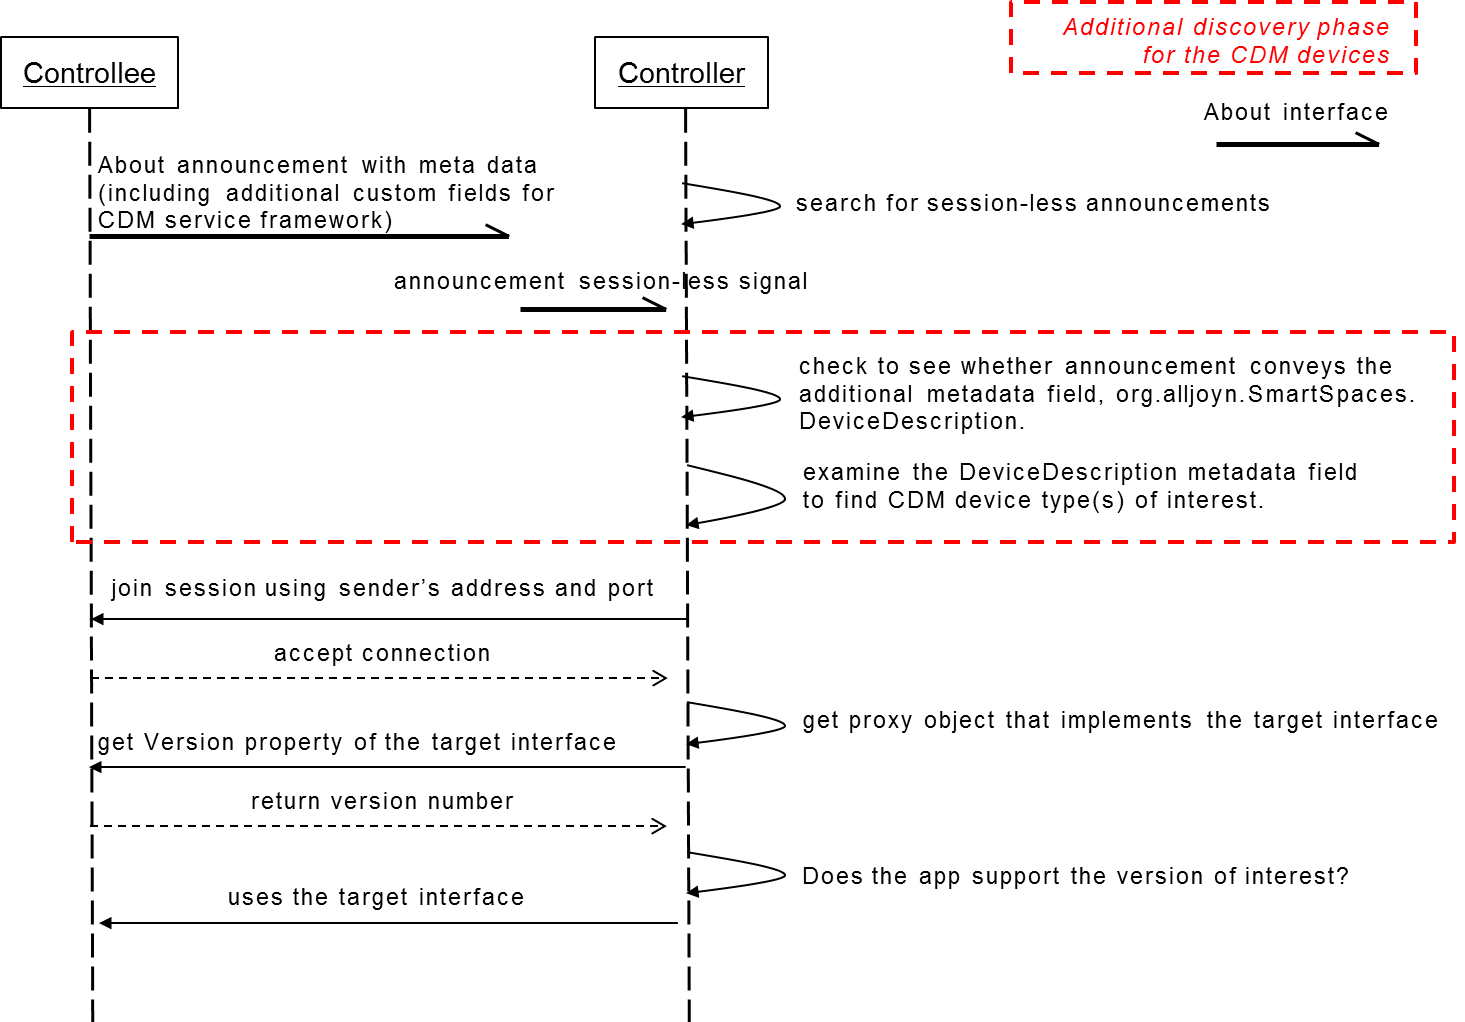 Additional discovery phase
for the CDM devices
Controllee
Controller
About interface
About announcement with meta data
(including additional custom fields for
CDM service framework)
search for session-less announcements
announcement session-less signal
check to see whether announcement conveys the
additional metadada field, org.alljoyn.SmartSpaces.
DeviceDescription.
examine the DeviceDescription metadata field
to find CDM device type(s) of interest.
join session using sender’s address and port
accept connection
get proxy object that implements the target interface
get Version property of the target interface
return version number
Does the app support the version of interest?
uses the target interface